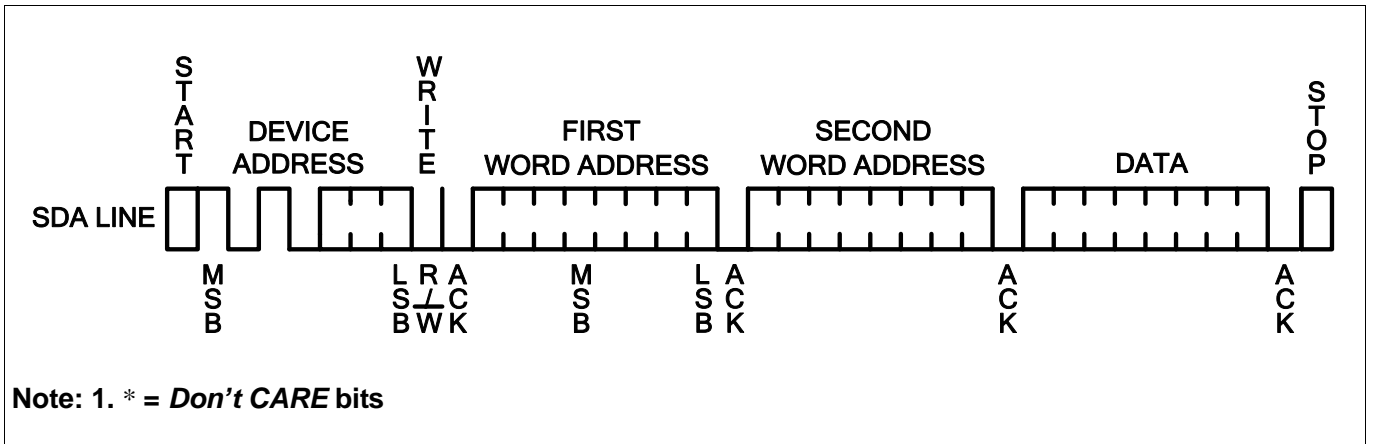 START
WRITE
STOP
DEVICE ADDRESS
FIRST WORD ADDRESS
SECOND WORD ADDRESS
DATA
SDA LINE
MSB
LSB
R/W
ACK
MSB
LSB
ACK
ACK
ACK
Note: 1. * = Don't CARE bits